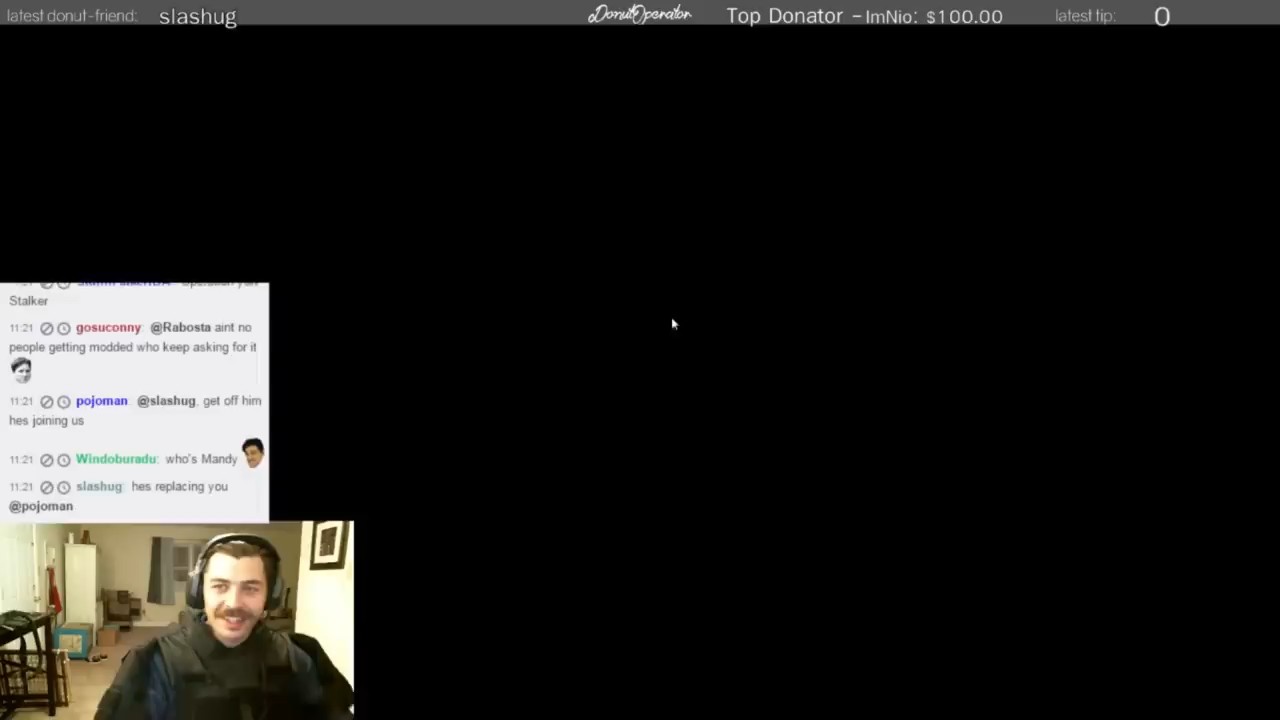 latest donut-friend: slashug DonutOperator Top Donator - ImNio: $100.00 latest tip: 0
Stalker
11:21 gosuconny: @Rabosta aint no
people getting modded who keep asking for it
11:21 pojoman: @slashug, get off him
hes joining us
11:21 Windoburadu: who's Mandy
11:21 slashug: hes replacing you
@pojoman